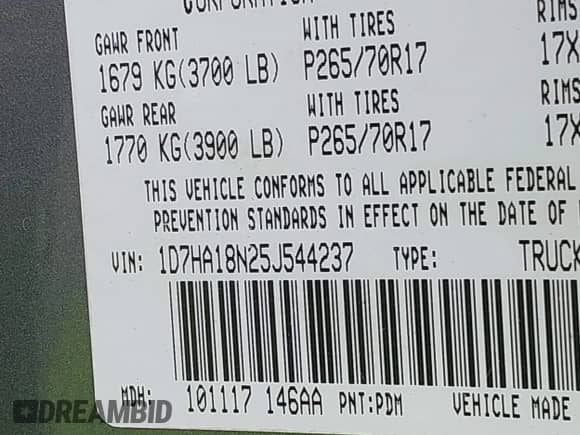 GAWR FRONT WITH TIRES RIMS
1679 KG(3700 LB) P265/70R17 17X
GAWR REAR WITH TIRES RIMS
1770 KG(3900 LB) P265/70R17 17X
THIS VEHICLE CONFORMS TO ALL APPLICABLE FEDERAL
PREVENTION STANDARDS IN EFFECT ON THE DATE OF
VIN: 1D7HA18N25J544237 TYPE: TRUCK
MDH: 101117 146AA PNT:PDM VEHICLE MADE
DREAMBID